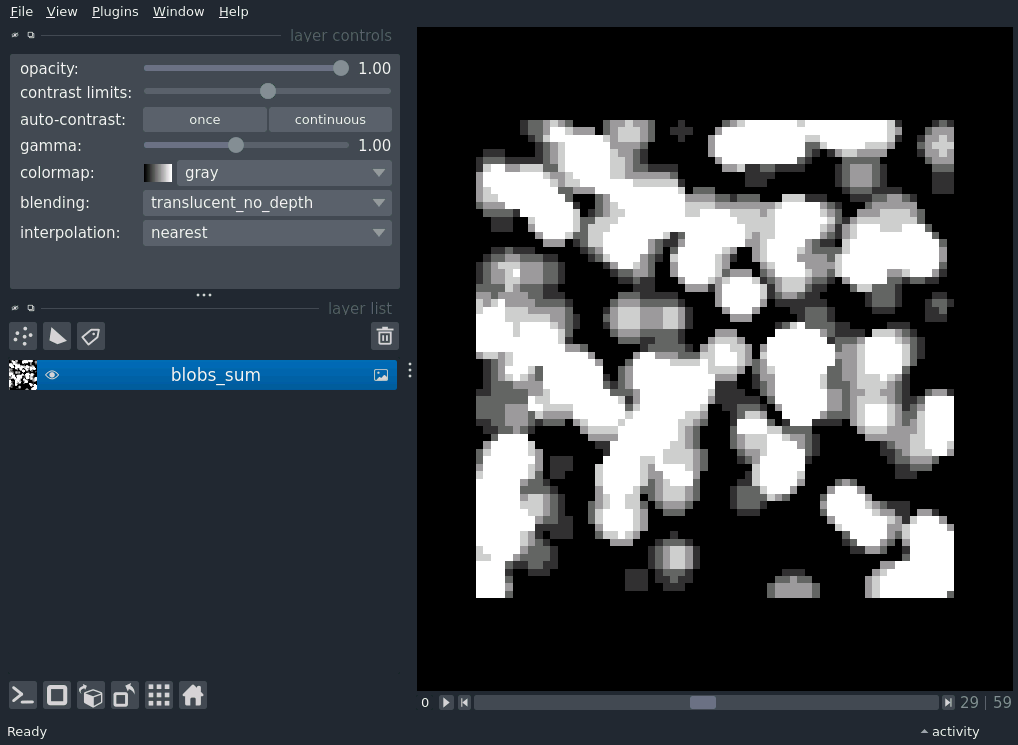 File View Plugins Window Help
layer controls
opacity: 1.00
contrast limits:
auto-contrast: once continuous
gamma: 1.00
colormap: gray
blending: translucent_no_depth
interpolation: nearest
layer list
blobs_sum
0 29 | 59
Ready activity